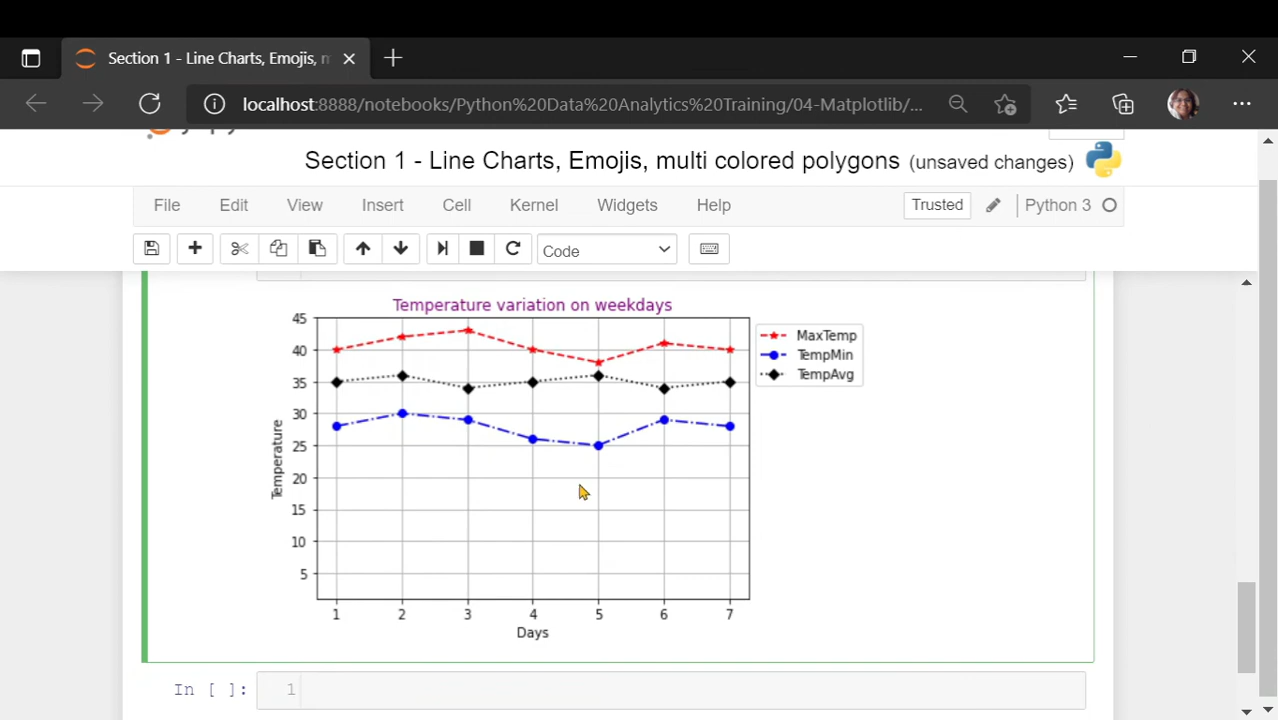 Section 1 - Line Charts, Emojis, m
localhost:8888/notebooks/Python%20Data%20Analytics%20Training/04-Matplotlib/...
Section 1 - Line Charts, Emojis, multi colored polygons (unsaved changes)
File Edit View Insert Cell Kernel Widgets Help Trusted Python 3
Code
Temperature variation on weekdays
45
40
35
30
25
20
15
10
5
Temperature
1 2 3 4 5 6 7
Days
MaxTemp
TempMin
TempAvg
In [ ]: 1